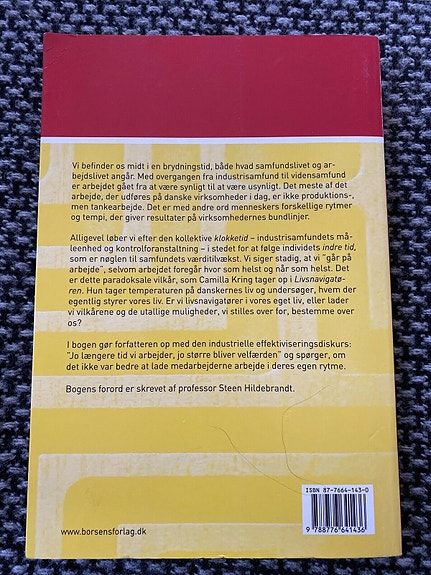 Vi befinder os midt i en brydningstid, både hvad samfundslivet og ar-
bejdslivet angår. Med overgangen fra industrisamfund til vidensamfund
er arbejdet gået fra at være synligt til at være usynligt. Det meste af det
arbejde, der udføres på danske virksomheder i dag, er ikke produktions-,
men tankearbejde. Det er med andre ord menneskers forskellige rytmer
og tempi, der giver resultater på virksomhedernes bundlinjer.
Alligevel løber vi efter den kollektive klokketid – industrisamfundets må-
leenhed og kontrolforanstaltning – i stedet for at følge individets indre tid,
som er nøglen til samfundets værditilvækst. Vi siger stadig, at vi "går på
arbejde", selvom arbejdet foregår hvor som helst og når som helst. Det
er dette paradoksale vilkår, som Camilla Kring tager op i Livsnavigatø-
ren. Hun tager temperaturen på danskernes liv og undersøger, hvem der
egentlig styrer vores liv. Er vi livsnavigatører i vores eget liv, eller lader
vi vilkårene og de utallige muligheder, vi stilles over for, bestemme over
os?
I bogen gør forfatteren op med den industrielle effektiviseringsdiskurs:
"Jo længere tid vi arbejder, jo større bliver velfærden" og spørger, om
det ikke var bedre at lade medarbejderne arbejde i deres egen rytme.
Bogens forord er skrevet af professor Steen Hildebrandt.
ISBN 87-7664-143-0
9 788776 641436
www.borsensforlag.dk